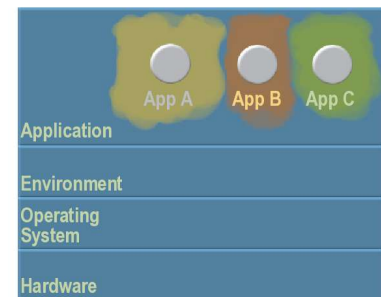 App A App B App C
Application
Environment
Operating
System
Hardware